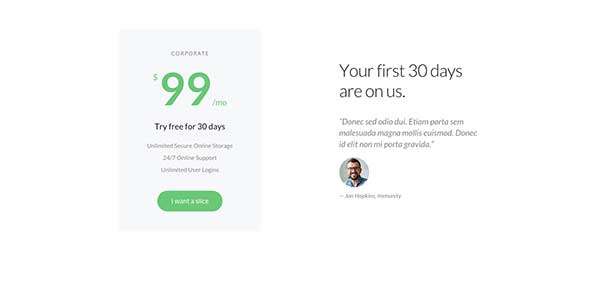 CORPORATE
$99/mo
Try free for 30 days
Unlimited Secure Online Storage
24/7 Online Support
Unlimited User Logins
I want a slice
Your first 30 days
are on us.
"Donec sed odio dui. Etiam porta sem
malesuada magna mollis euismod. Donec
id elit non mi porta gravida."
— Jon Hopkins, Immunity